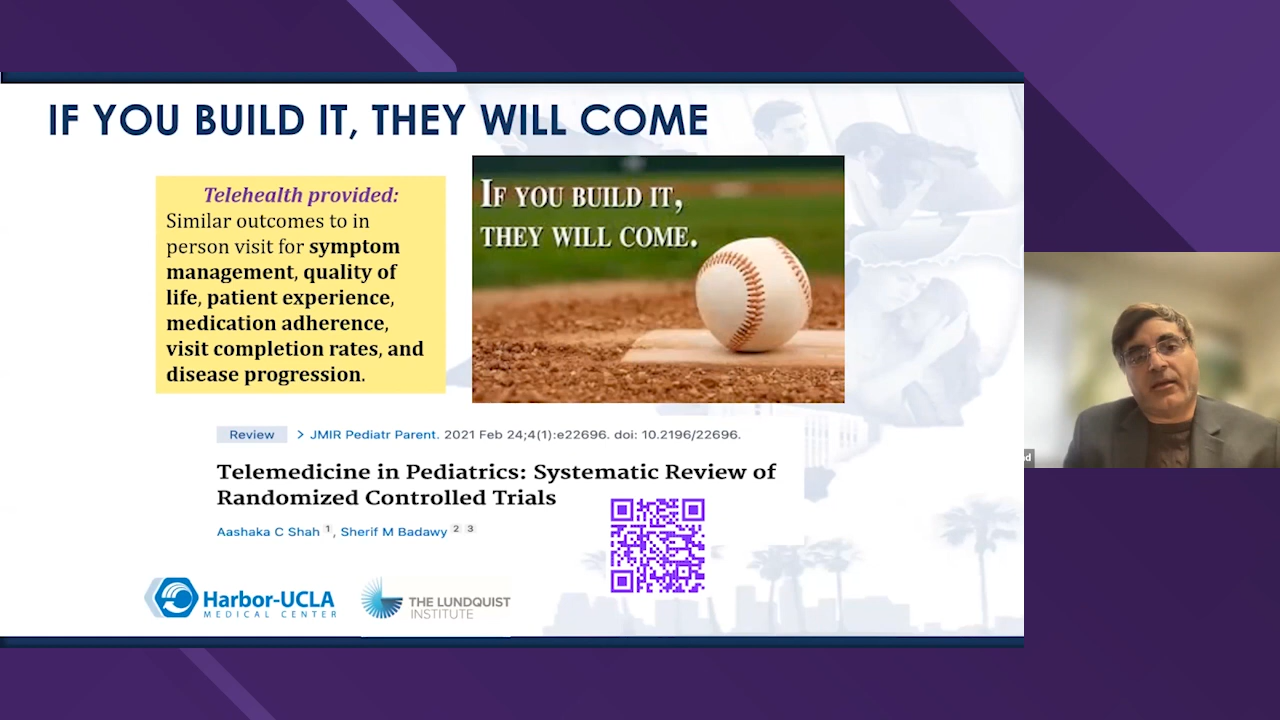 IF YOU BUILD IT, THEY WILL COME
Telehealth provided:
Similar outcomes to in
person visit for symptom
management, quality of
life, patient experience,
medication adherence,
visit completion rates, and
disease progression.
IF YOU BUILD IT,
THEY WILL COME.
Review > JMIR Pediatr Parent. 2021 Feb 24;4(1):e22696. doi: 10.2196/22696.
Telemedicine in Pediatrics: Systematic Review of
Randomized Controlled Trials
Aashaka C Shah 1, Sherif M Badawy 2 3
Harbor-UCLA
MEDICAL CENTER
THE LUNDQUIST
INSTITUTE